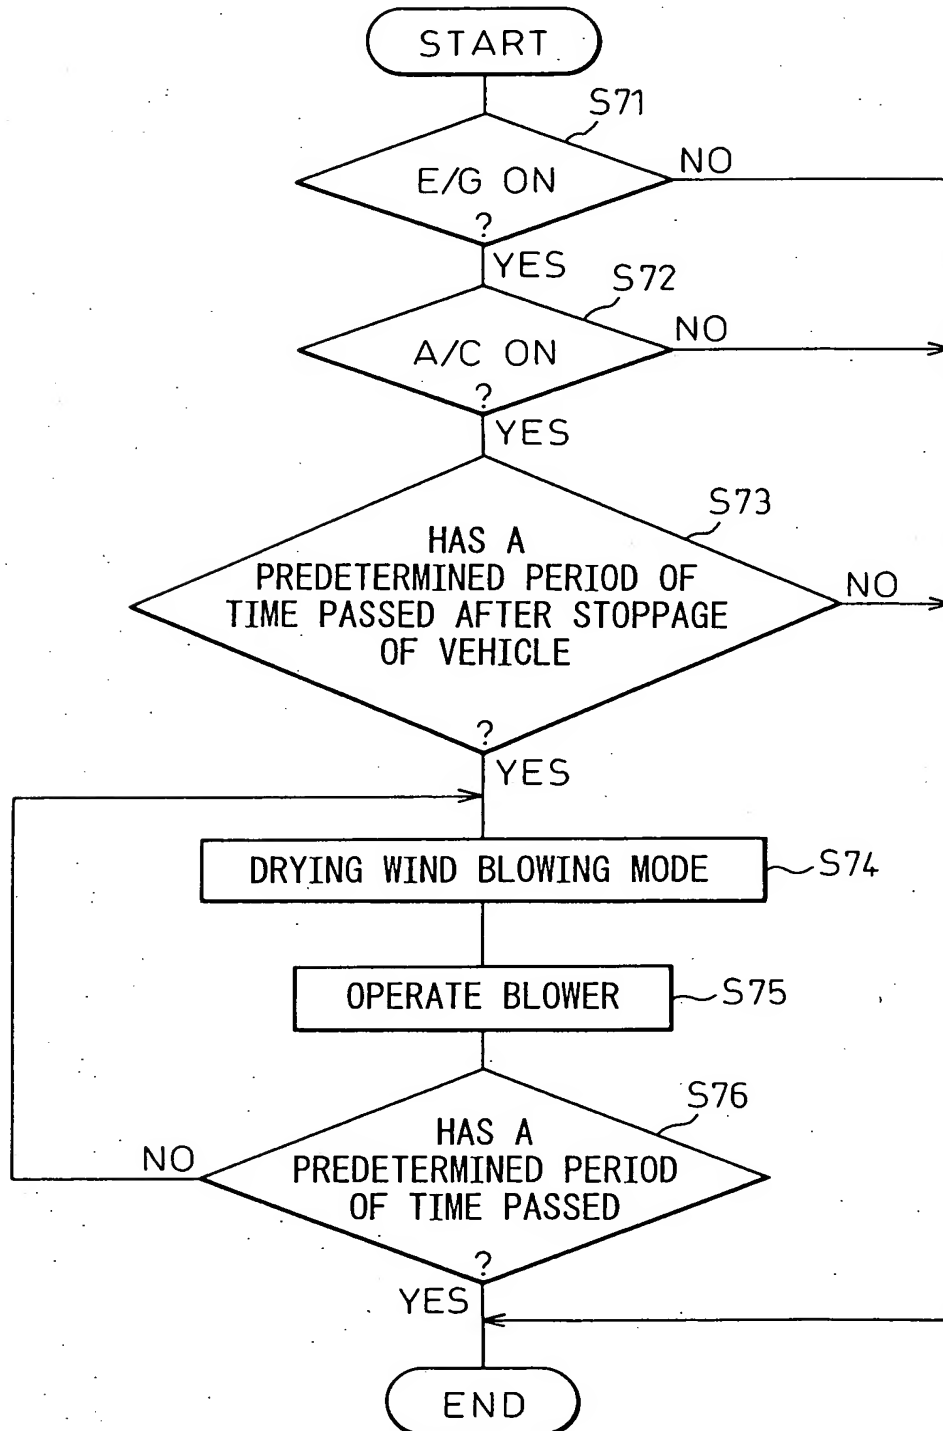 START
S71
E/G ON
?
NO
YES
S72
A/C ON
?
NO
YES
S73
HAS A
PREDETERMINED PERIOD OF
TIME PASSED AFTER STOPPAGE
OF VEHICLE
?
NO
YES
DRYING WIND BLOWING MODE
S74
OPERATE BLOWER
S75
S76
HAS A
PREDETERMINED PERIOD
OF TIME PASSED
?
NO
YES
END